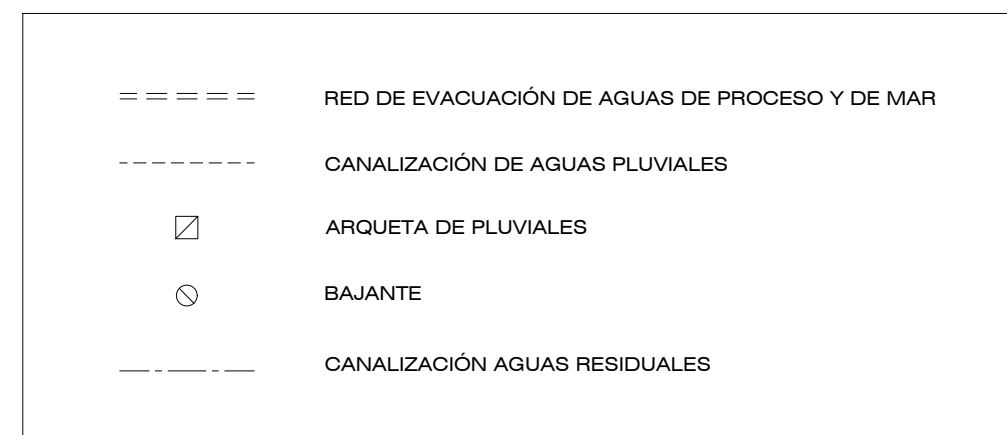 RED DE EVACUACIÓN DE AGUAS DE PROCESO Y DE MAR
CANALIZACIÓN DE AGUAS PLUVIALES
ARQUETA DE PLUVIALES
BAJANTE
CANALIZACIÓN AGUAS RESIDUALES